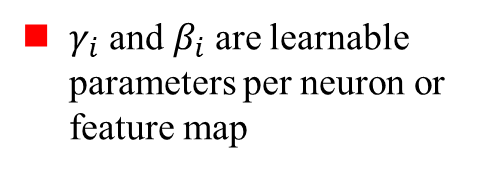 𝛾𝑖 and 𝛽𝑖 are learnable
parameters per neuron or
feature map